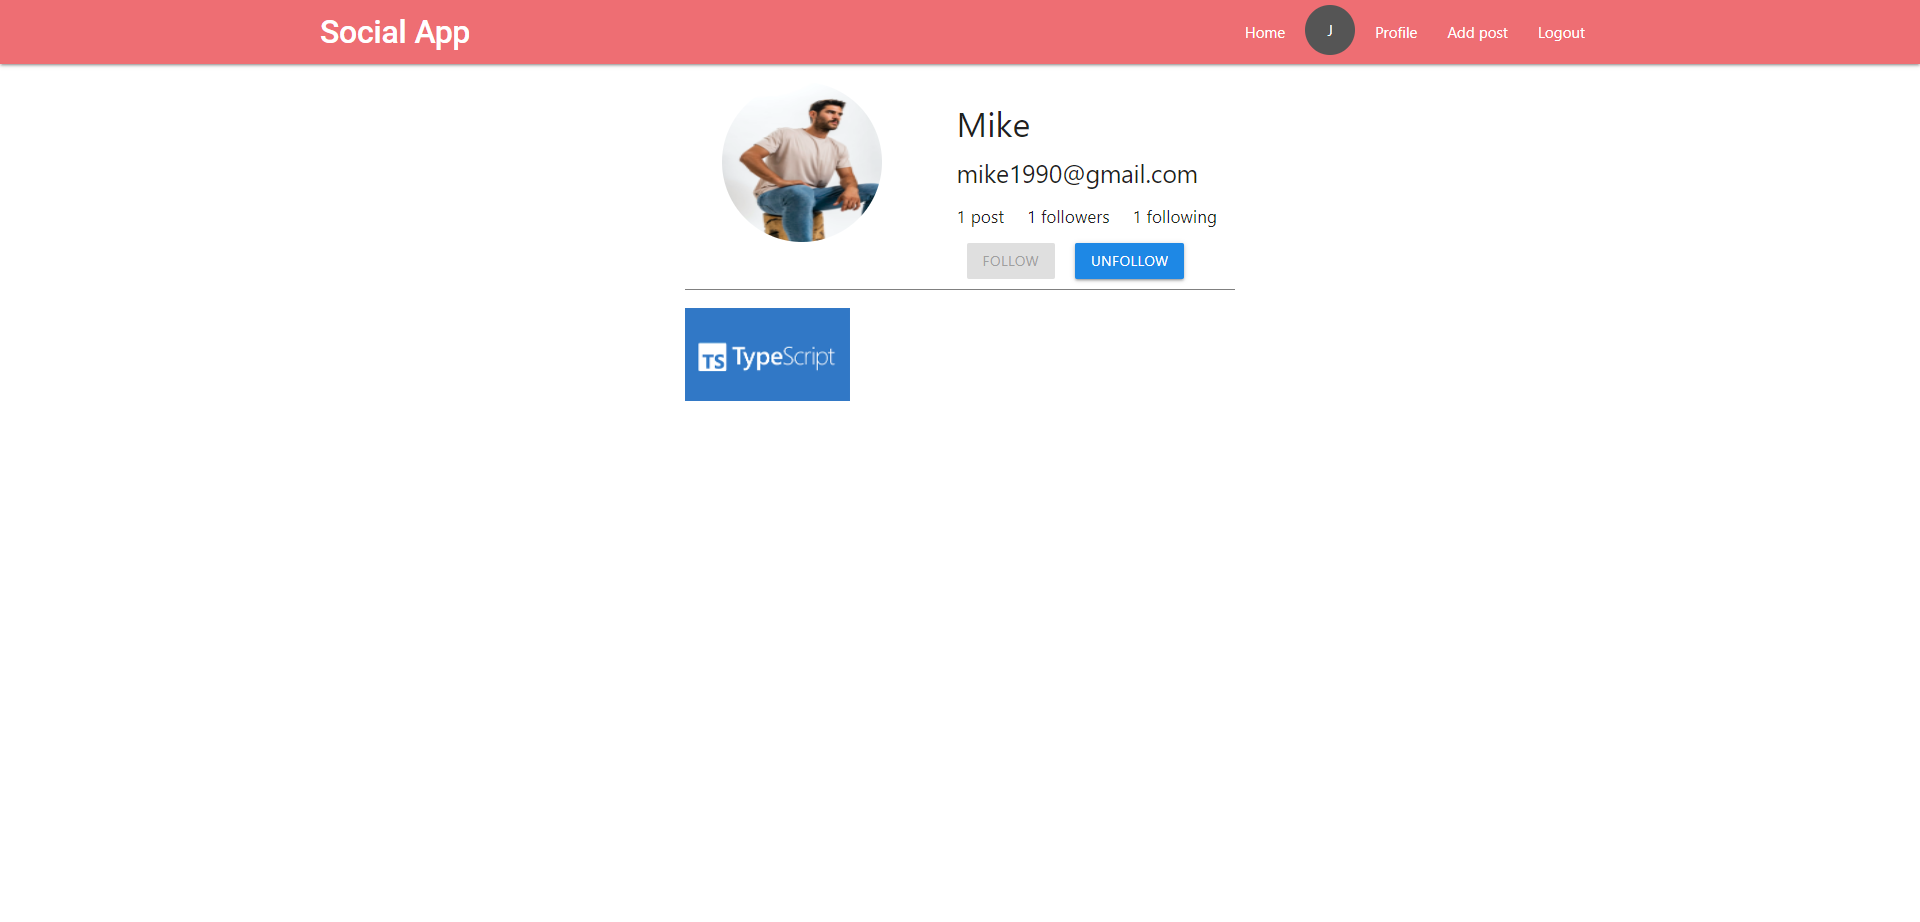 Social App
Home J Profile Add post Logout
Mike
mike1990@gmail.com
1 post 1 followers 1 following
FOLLOW UNFOLLOW
TS TypeScript